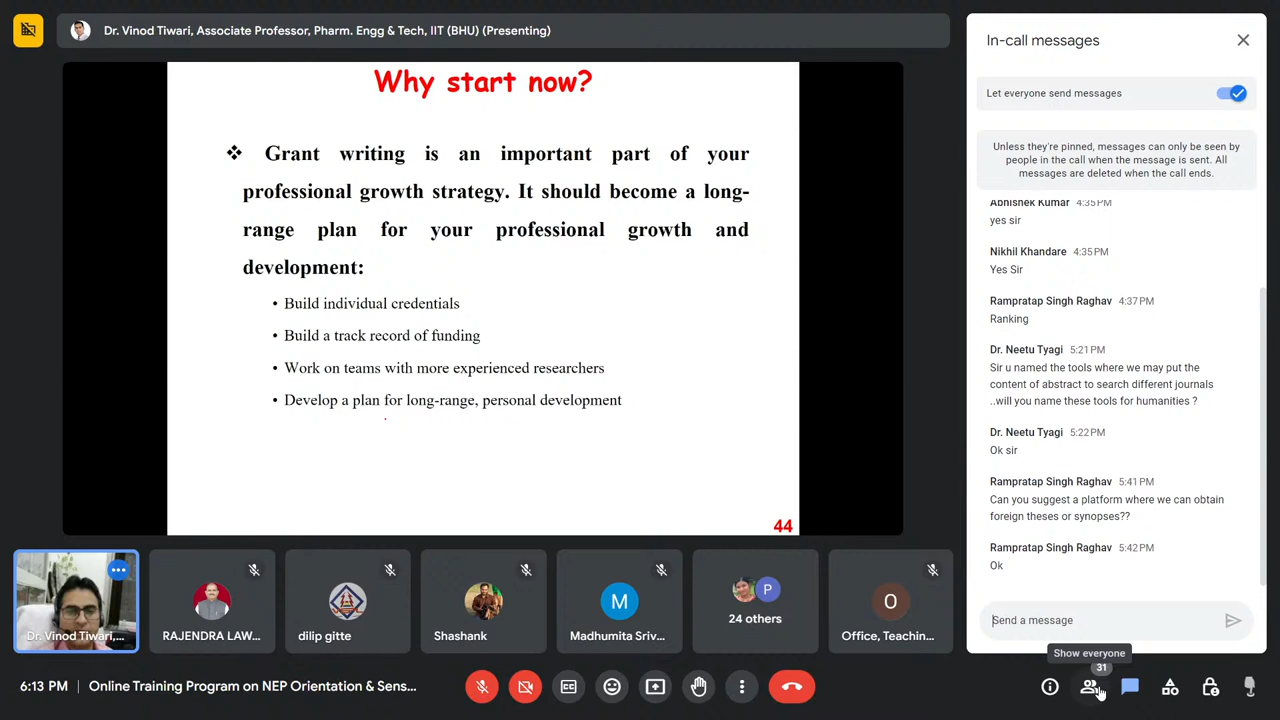 Dr. Vinod Tiwari, Associate Professor, Pharm. Engg & Tech, IIT (BHU) (Presenting)
Why start now?
❖ Grant writing is an important part of your
professional growth strategy. It should become a long-
range plan for your professional growth and
development:
• Build individual credentials
• Build a track record of funding
• Work on teams with more experienced researchers
• Develop a plan for long-range, personal development
44
Dr. Vinod Tiwari,...
RAJENDRA LAW...
dilip gitte
Shashank
M
Madhumita Sriv...
P
24 others
O
Office, Teachin...
6:13 PM | Online Training Program on NEP Orientation & Sens...
In-call messages
Let everyone send messages
Unless they're pinned, messages can only be seen by
people in the call when the message is sent. All
messages are deleted when the call ends.
Abhishek Kumar 4:35 PM
yes sir
Nikhil Khandare 4:35 PM
Yes Sir
Rampratap Singh Raghav 4:37 PM
Ranking
Dr. Neetu Tyagi 5:21 PM
Sir u named the tools where we may put the
content of abstract to search different journals
..will you name these tools for humanities ?
Dr. Neetu Tyagi 5:22 PM
Ok sir
Rampratap Singh Raghav 5:41 PM
Can you suggest a platform where we can obtain
foreign theses or synopses??
Rampratap Singh Raghav 5:42 PM
Ok
Send a message
Show everyone
31